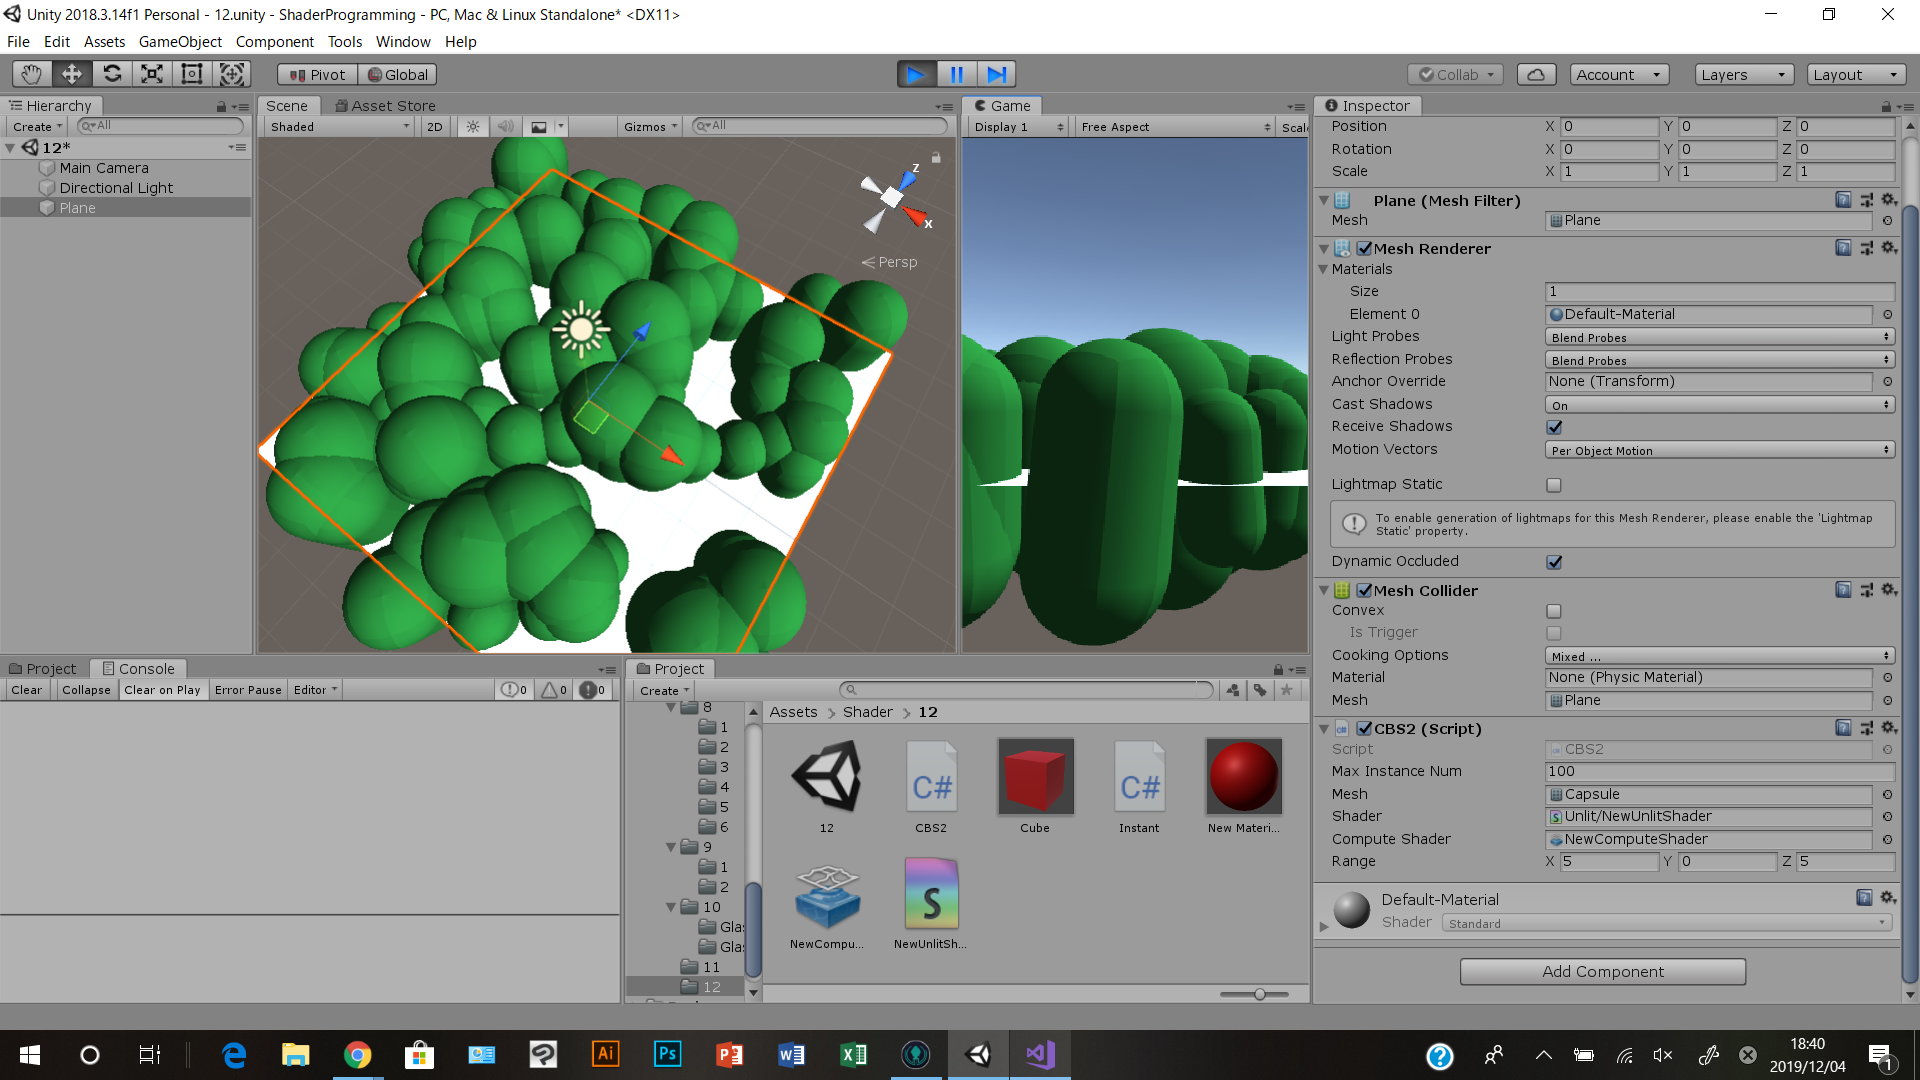 Unity 2018.3.14f1 Personal - 12.unity - ShaderProgramming - PC, Mac & Linux Standalone* <DX11>
File Edit Assets GameObject Component Tools Window Help
Pivot Global Collab Account Layers Layout
Hierarchy
Create All
12*
Main Camera
Directional Light
Plane
Scene Asset Store
Shaded 2D Gizmos All
z
x
Persp
Game
Display 1 Free Aspect Scale
Inspector
Position X 0 Y 0 Z 0
Rotation X 0 Y 0 Z 0
Scale X 1 Y 1 Z 1
Plane (Mesh Filter)
Mesh Plane
Mesh Renderer
Materials
Size 1
Element 0 Default-Material
Light Probes Blend Probes
Reflection Probes Blend Probes
Anchor Override None (Transform)
Cast Shadows On
Receive Shadows
Motion Vectors Per Object Motion
Lightmap Static
To enable generation of lightmaps for this Mesh Renderer, please enable the 'Lightmap
Static' property.
Dynamic Occluded
Mesh Collider
Convex
Is Trigger
Cooking Options Mixed ...
Material None (Physic Material)
Mesh Plane
CBS2 (Script)
Script CBS2
Max Instance Num 100
Mesh Capsule
Shader Unlit/NewUnlitShader
Compute Shader NewComputeShader
Range X 5 Y 0 Z 5
Default-Material
Shader Standard
Add Component
Project Console
Clear Collapse Clear on Play Error Pause Editor 0 0 0
Project
Create
8
1
2
3
4
5
6
9
1
2
10
Gla
Gla
11
12
Assets > Shader > 12
12 CBS2 Cube Instant New Materi...
NewCompu... NewUnlitSh...
18:40
2019/12/04
1